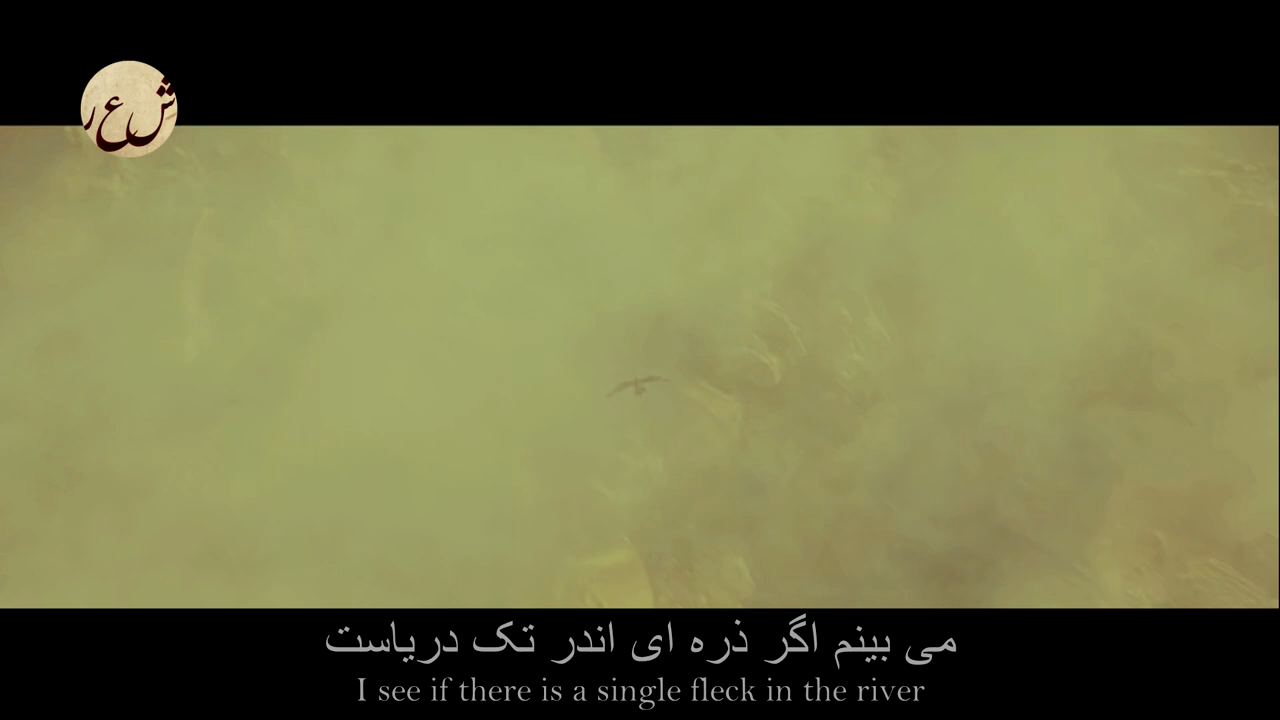 ش ع ر
می بینم اگر ذره ای اندر تک دریاست
I see if there is a single fleck in the river